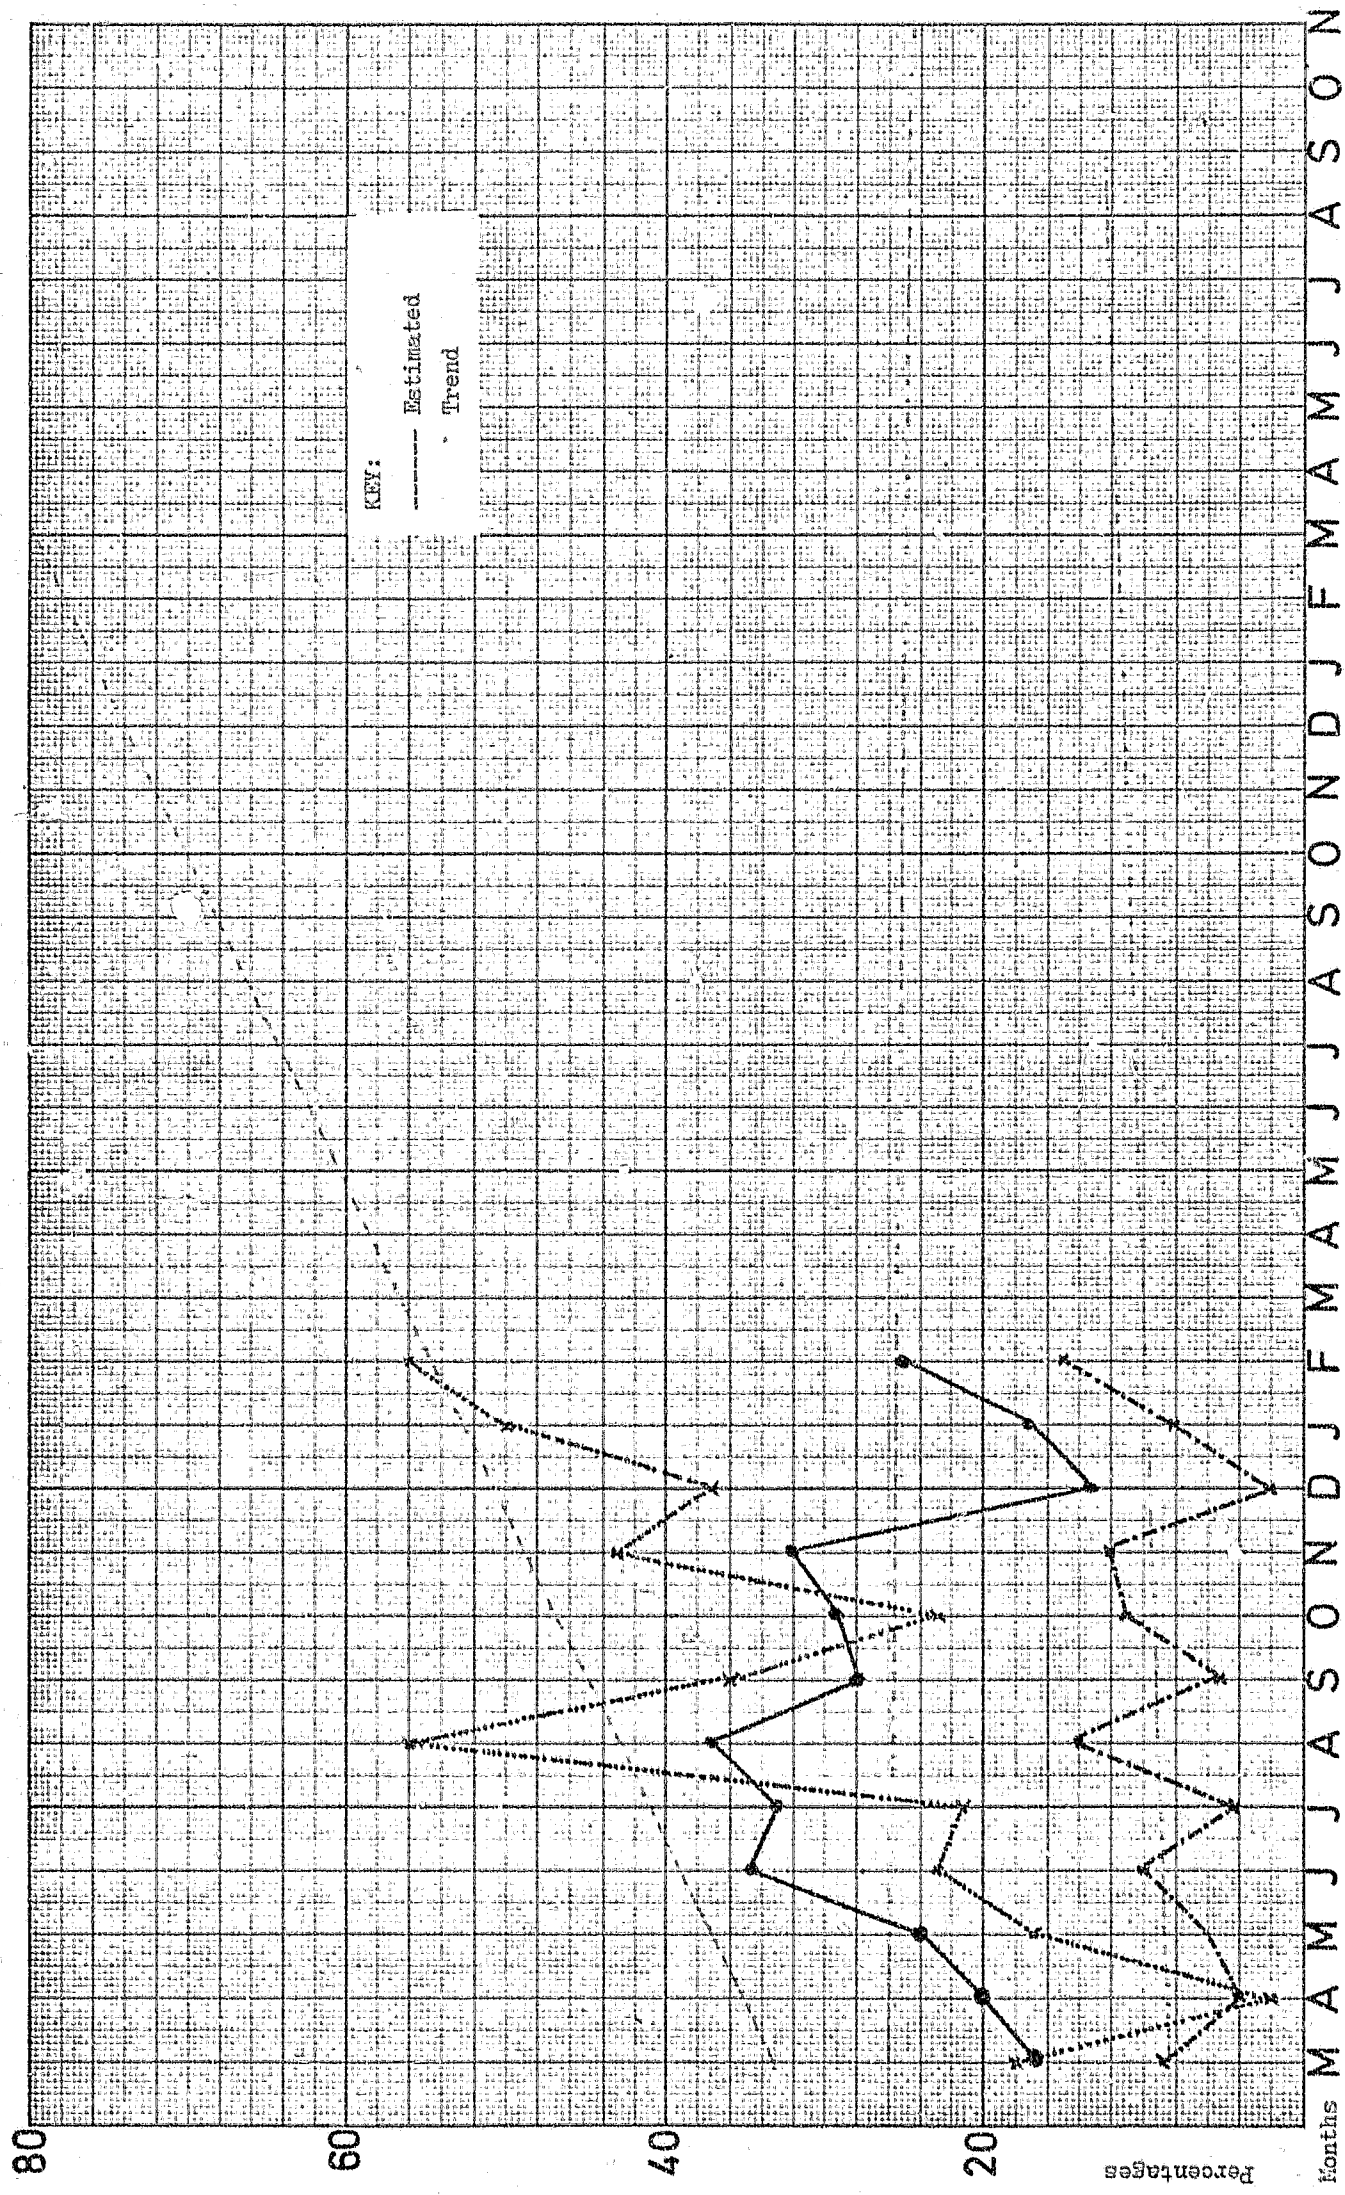 80
60
40
20
Percentages
KEY:
------ Estimated
Trend
Months M A M J J A S O N D J F M A M J J A S O N D J F M A M J J A S O N